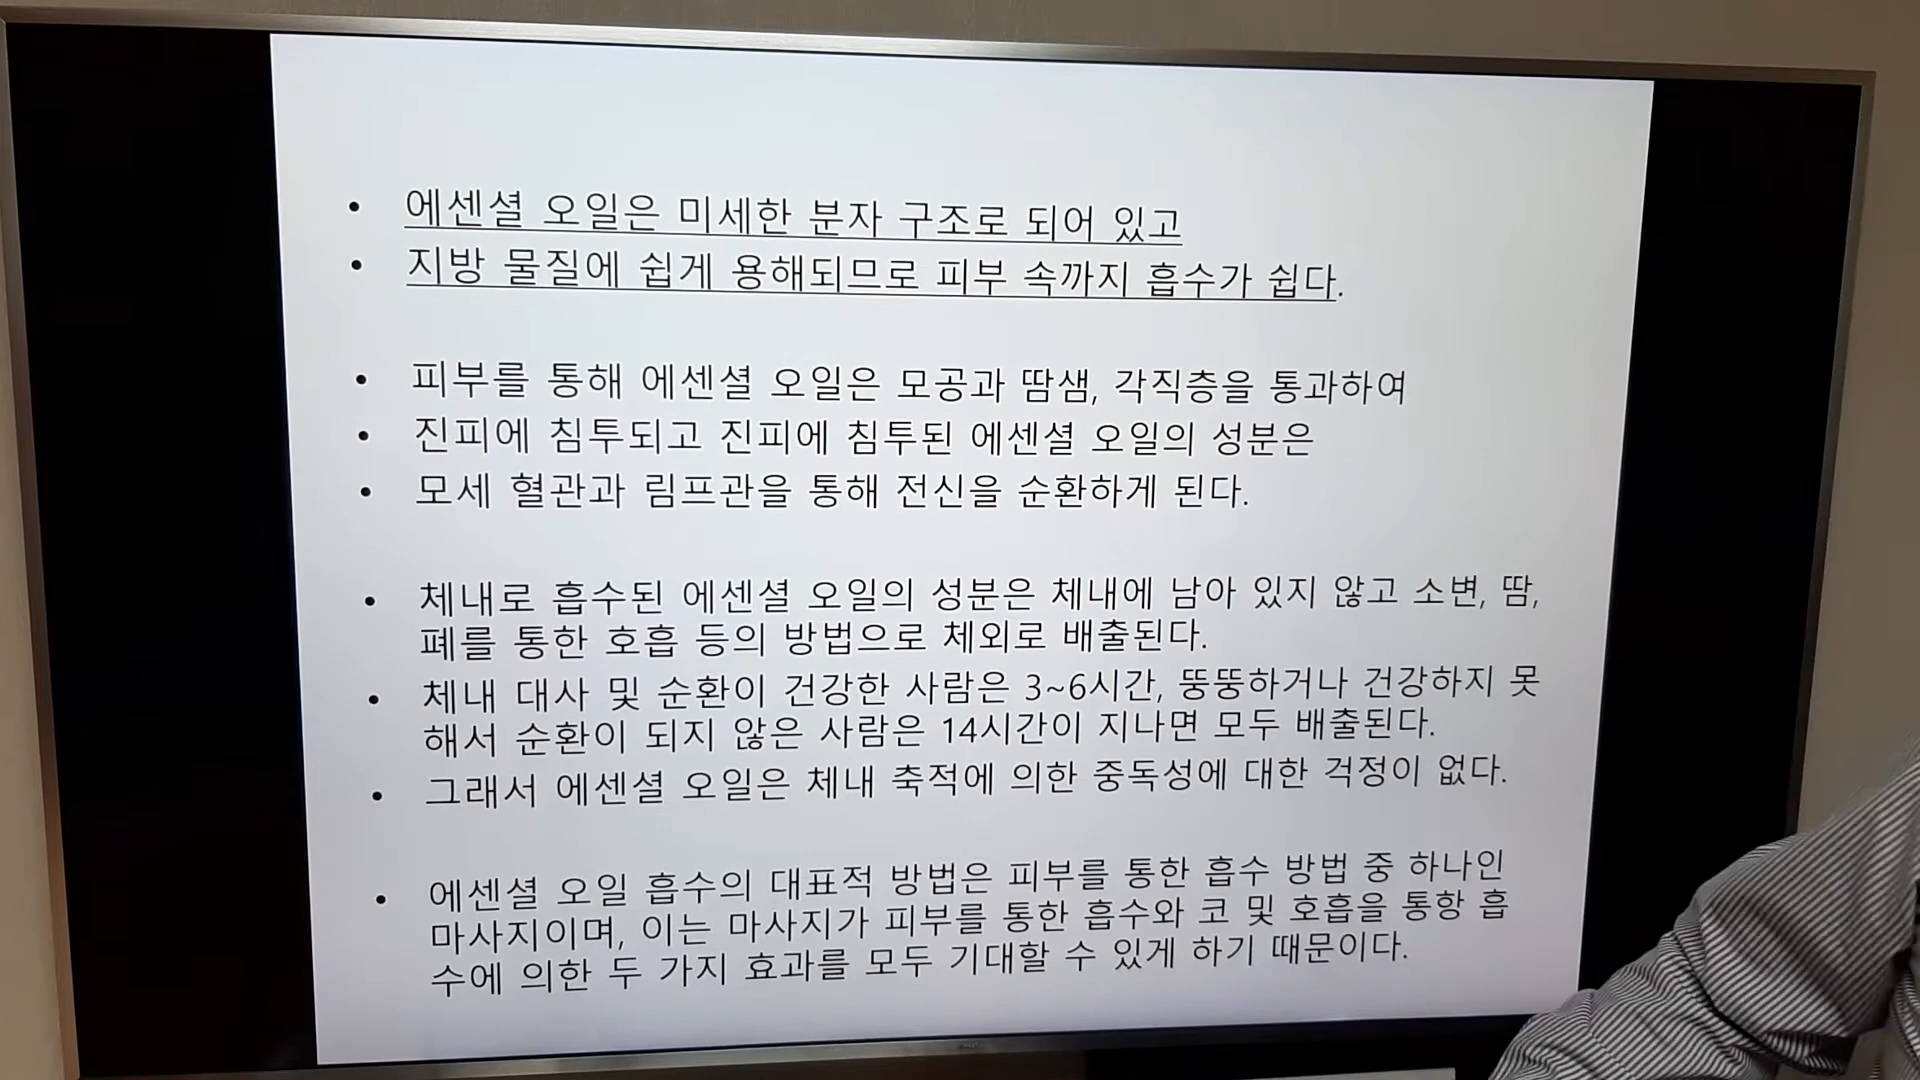 • 에센셜 오일은 미세한 분자 구조로 되어 있고
• 지방 물질에 쉽게 용해되므로 피부 속까지 흡수가 쉽다.
• 피부를 통해 에센셜 오일은 모공과 땀샘, 각직층을 통과하여
• 진피에 침투되고 진피에 침투된 에센셜 오일의 성분은
• 모세 혈관과 림프관을 통해 전신을 순환하게 된다.
• 체내로 흡수된 에센셜 오일의 성분은 체내에 남아 있지 않고 소변, 땀,
폐를 통한 호흡 등의 방법으로 체외로 배출된다.
• 체내 대사 및 순환이 건강한 사람은 3~6시간, 뚱뚱하거나 건강하지 못
해서 순환이 되지 않은 사람은 14시간이 지나면 모두 배출된다.
• 그래서 에센셜 오일은 체내 축적에 의한 중독성에 대한 걱정이 없다.
• 에센셜 오일 흡수의 대표적 방법은 피부를 통한 흡수 방법 중 하나인
마사지이며, 이는 마사지가 피부를 통한 흡수와 코 및 호흡을 통항 흡
수에 의한 두 가지 효과를 모두 기대할 수 있게 하기 때문이다.